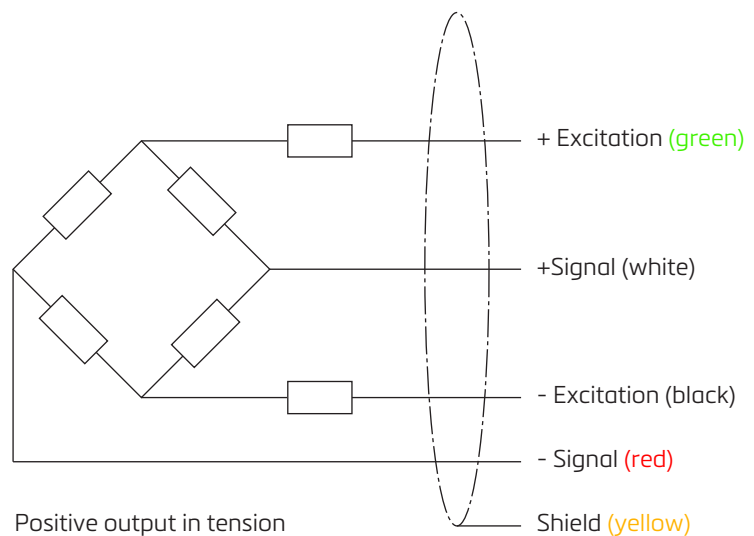 + Excitation (green)
+Signal (white)
- Excitation (black)
- Signal (red)
Positive output in tension
Shield (yellow)